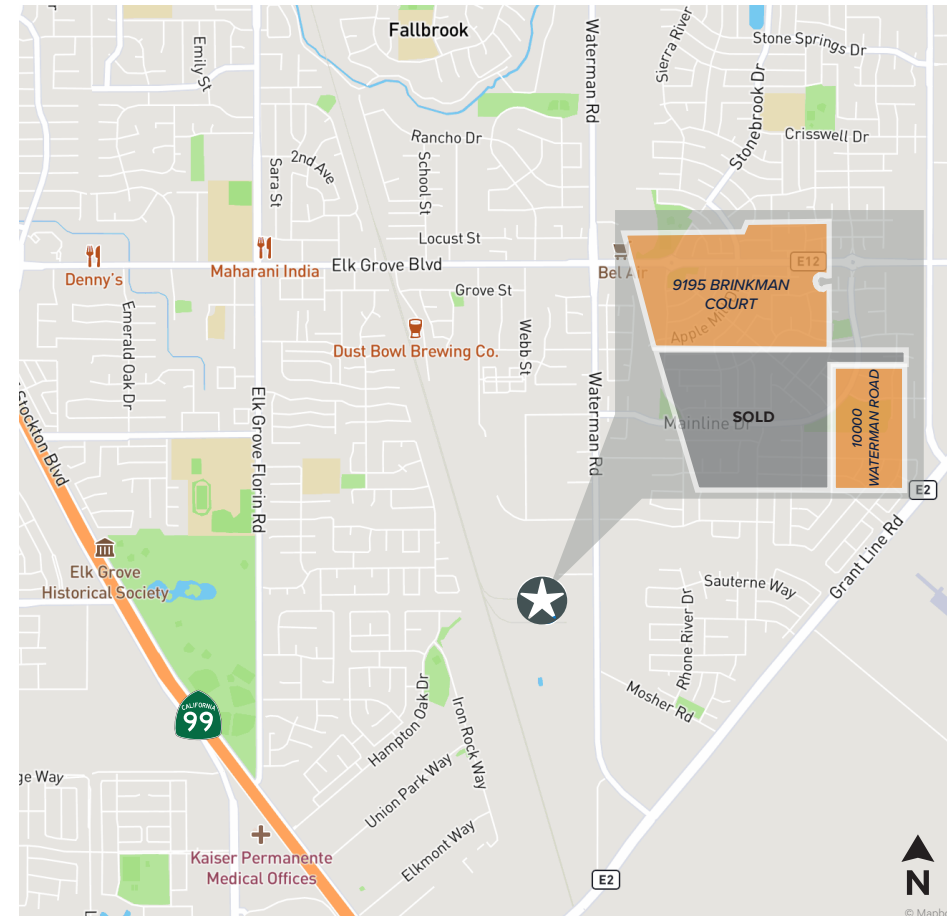 Fallbrook
Emily St
Waterman Rd
Sierra River
Stone Springs Dr
Stonebrook Dr
Crisswell Dr
Rancho Dr
2nd Ave
Sara St
School St
Locust St
Denny's
Maharani India
Elk Grove Blvd
Bel Air
E12
9195 BRINKMAN
COURT
Grove St
Emerald Oak Dr
Dust Bowl Brewing Co.
Webb St
Stockton Blvd
Elk Grove Florin Rd
Waterman Rd
Mainline Dr
SOLD
10000
WATERMAN ROAD
E2
Elk Grove
Historical Society
Grant Line Rd
Sauterne Way
Rhone River Dr
Mosher Rd
CALIFORNIA
99
Hampton Oak Dr
Iron Rock Way
ge Way
Union Park Way
Elkmont Way
Kaiser Permanente
Medical Offices
E2
N